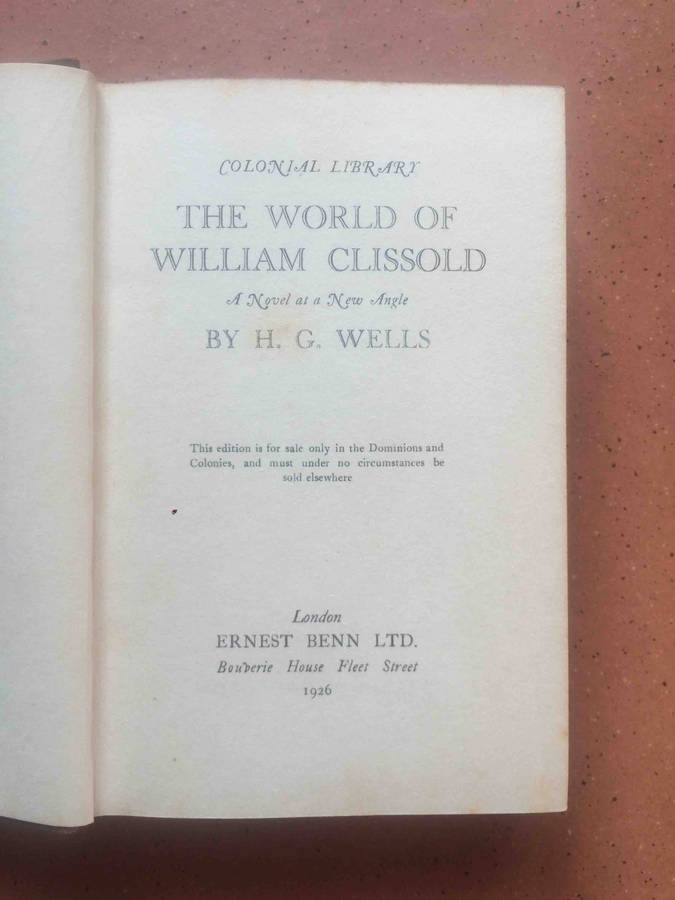 COLONIAL LIBRARY
THE WORLD OF
WILLIAM CLISSOLD
A Novel at a New Angle
BY H. G. WELLS
This edition is for sale only in the Dominions and
Colonies, and must under no circumstances be
sold elsewhere
London
ERNEST BENN LTD.
Bouverie House Fleet Street
1926